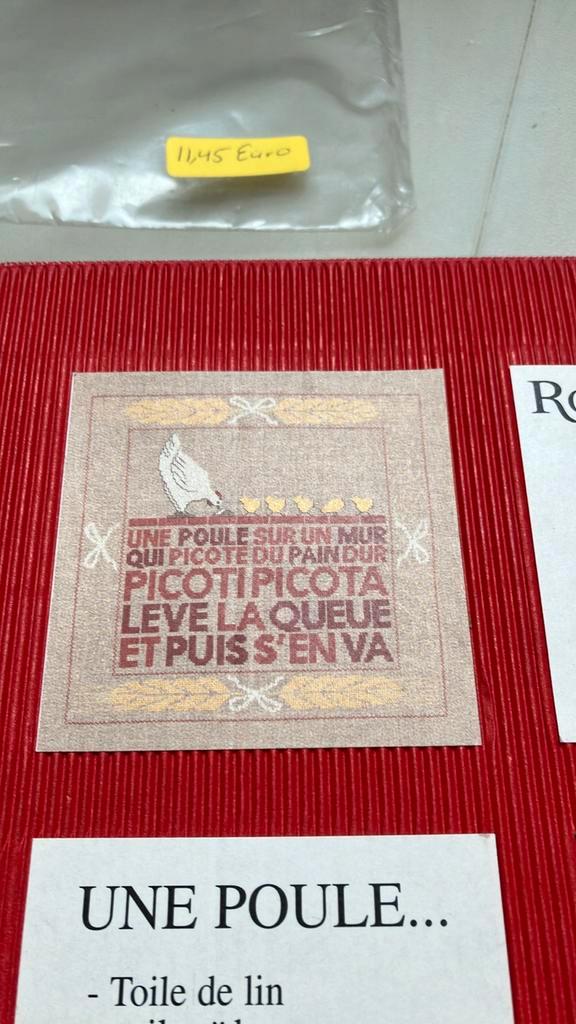 11,45 Euro
UNE POULE SUR UN MUR
QUI PICOTE DU PAIN DUR
PICOTI PICOTA
LEVE LA QUEUE
ET PUIS S'EN VA
UNE POULE...
- Toile de lin